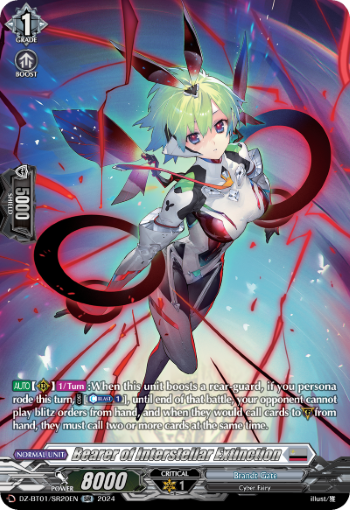 1
GRADE
BOOST
5000
SHIELD
AUTO 1/Turn :When this unit boosts a rear-guard, if you persona
rode this turn, COST [ 1], until end of that battle, your opponent cannot
play blitz orders from hand, and when they would call cards to from
hand, they must call two or more cards at the same time.
NORMAL UNIT
Bearer of Interstellar Extinction
POWER 8000
CRITICAL
1
Brandt Gate
Cyber Fairy
DZ-BT01/SR20EN SR 2024
illust/